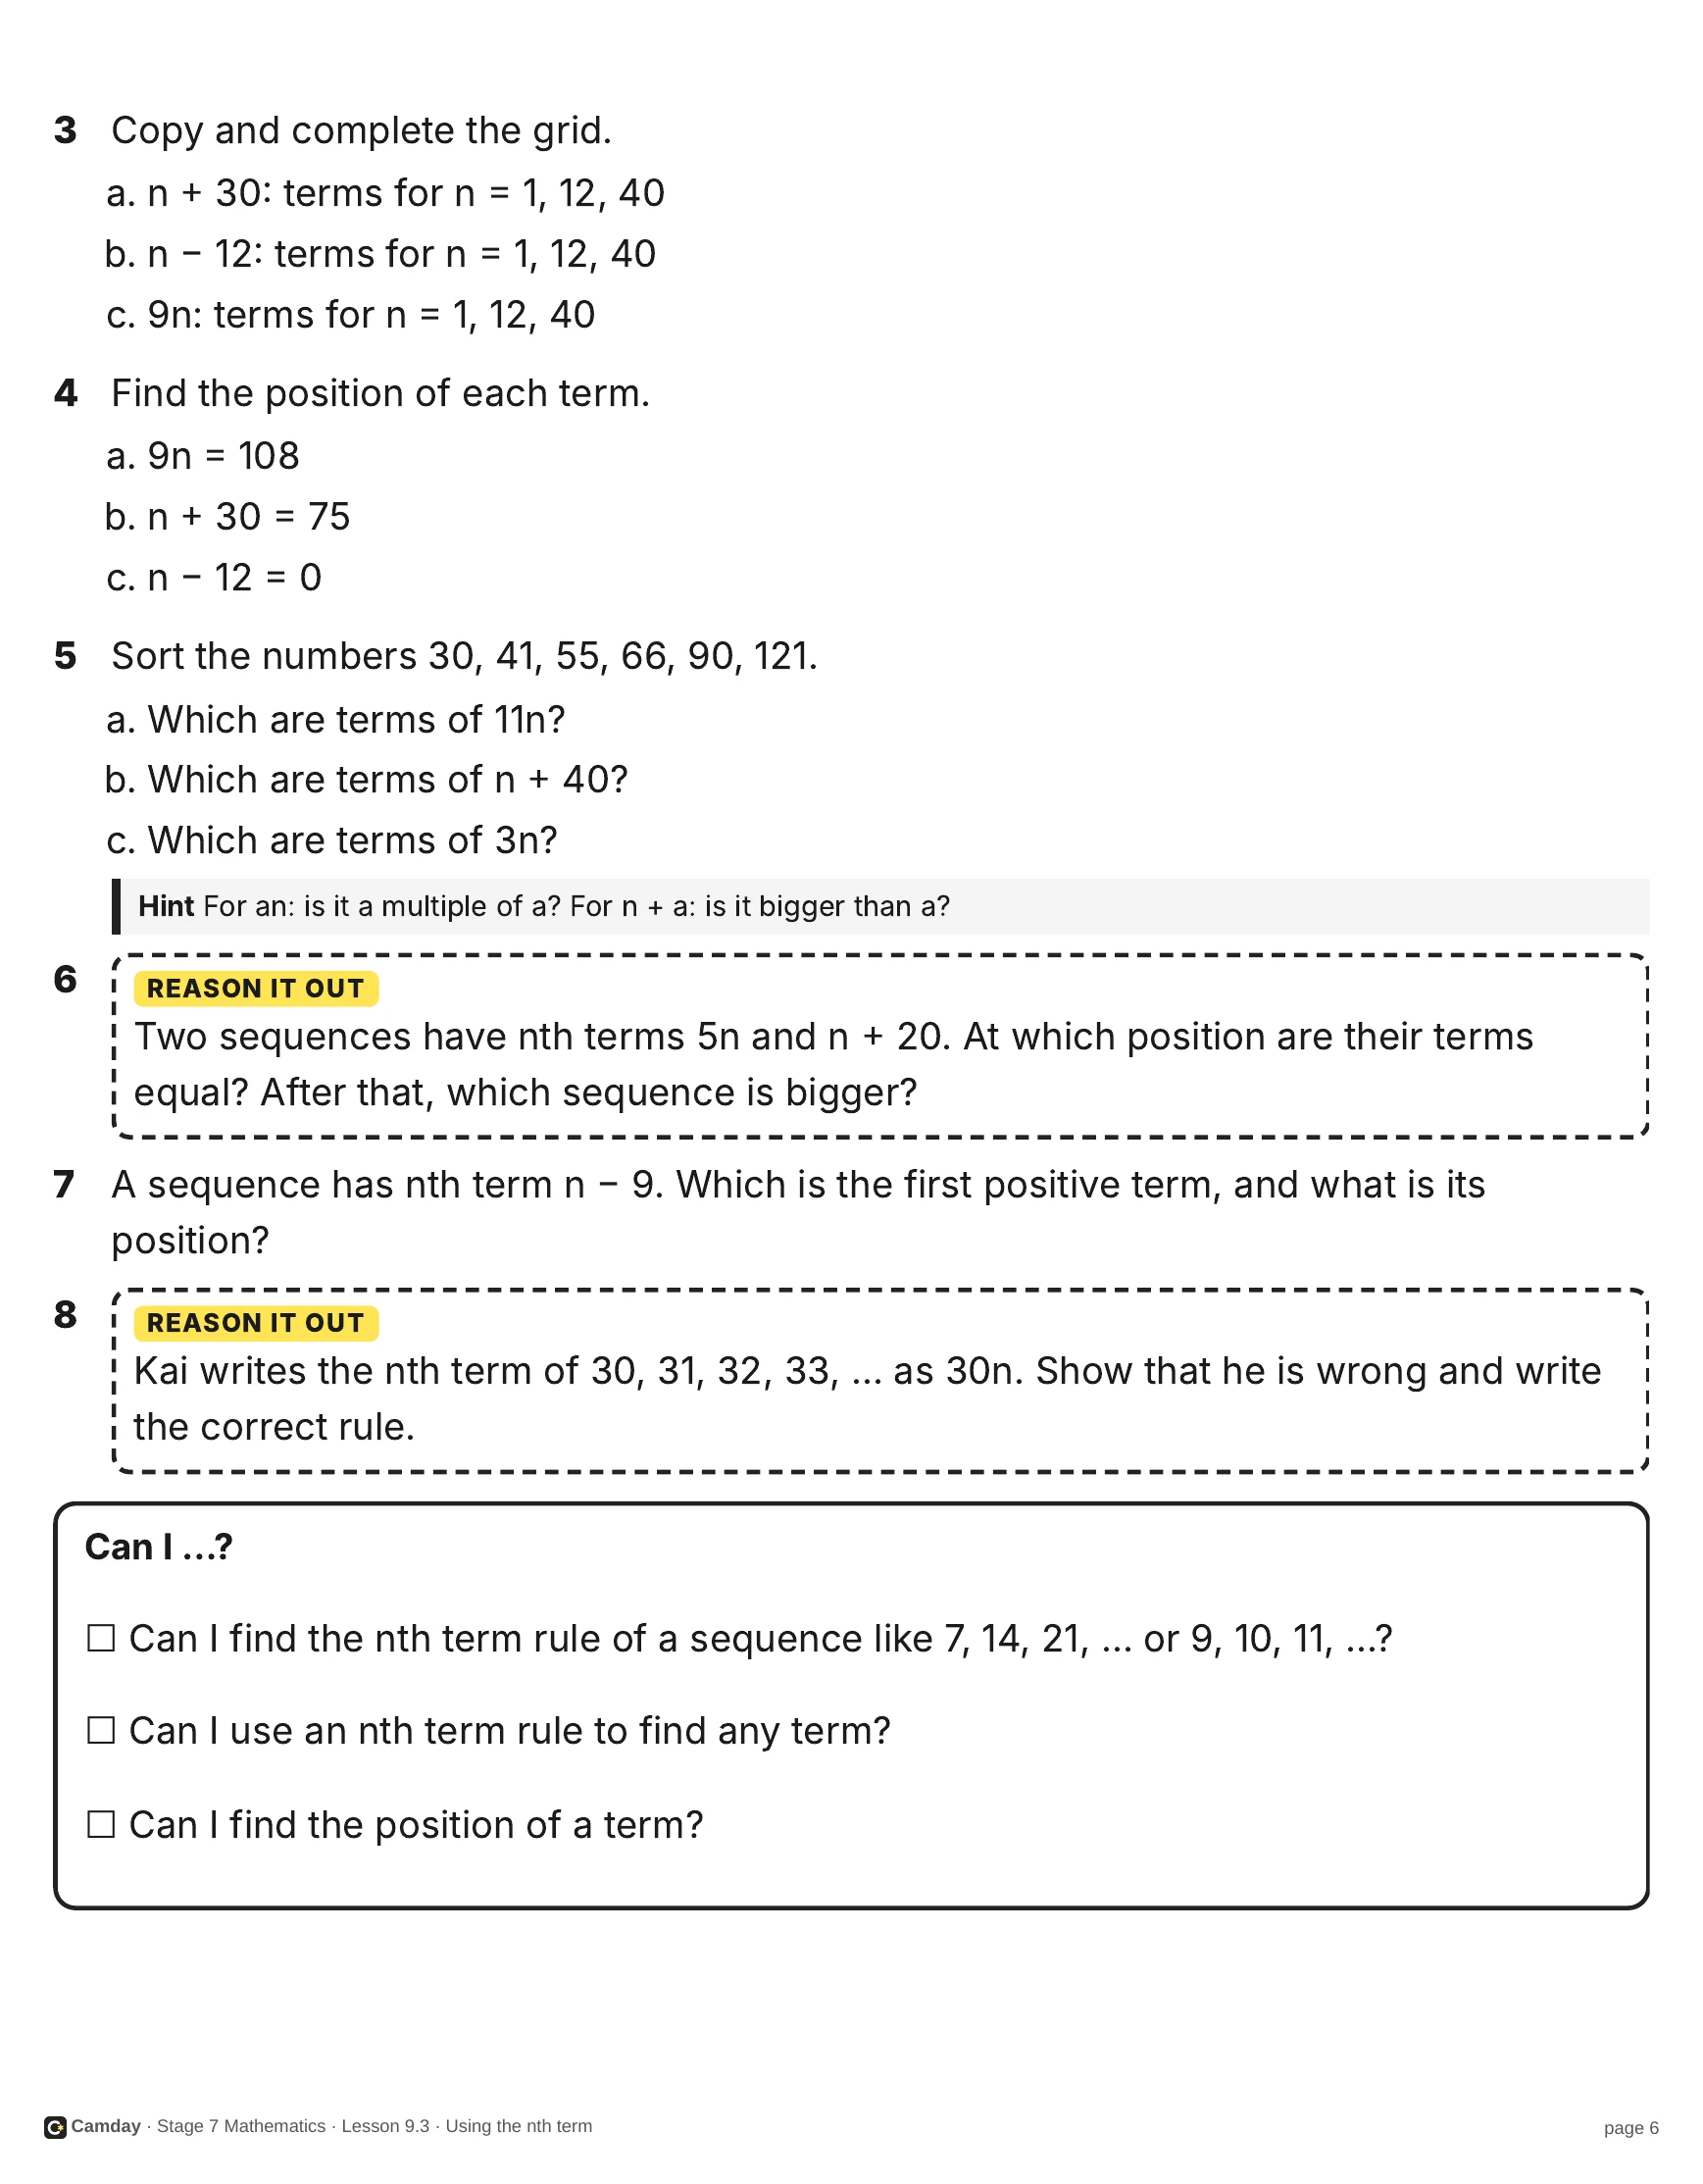 3 Copy and complete the grid.
a. n + 30: terms for n = 1, 12, 40
b. n − 12: terms for n = 1, 12, 40
c. 9n: terms for n = 1, 12, 40
4 Find the position of each term.
a. 9n = 108
b. n + 30 = 75
c. n − 12 = 0
5 Sort the numbers 30, 41, 55, 66, 90, 121.
a. Which are terms of 11n?
b. Which are terms of n + 40?
c. Which are terms of 3n?
Hint For an: is it a multiple of a? For n + a: is it bigger than a?
6 REASON IT OUT
Two sequences have nth terms 5n and n + 20. At which position are their terms
equal? After that, which sequence is bigger?
7 A sequence has nth term n − 9. Which is the first positive term, and what is its
position?
8 REASON IT OUT
Kai writes the nth term of 30, 31, 32, 33, … as 30n. Show that he is wrong and write
the correct rule.
Can I …?
☐ Can I find the nth term rule of a sequence like 7, 14, 21, … or 9, 10, 11, …?
☐ Can I use an nth term rule to find any term?
☐ Can I find the position of a term?
Camday · Stage 7 Mathematics · Lesson 9.3 · Using the nth term
page 6